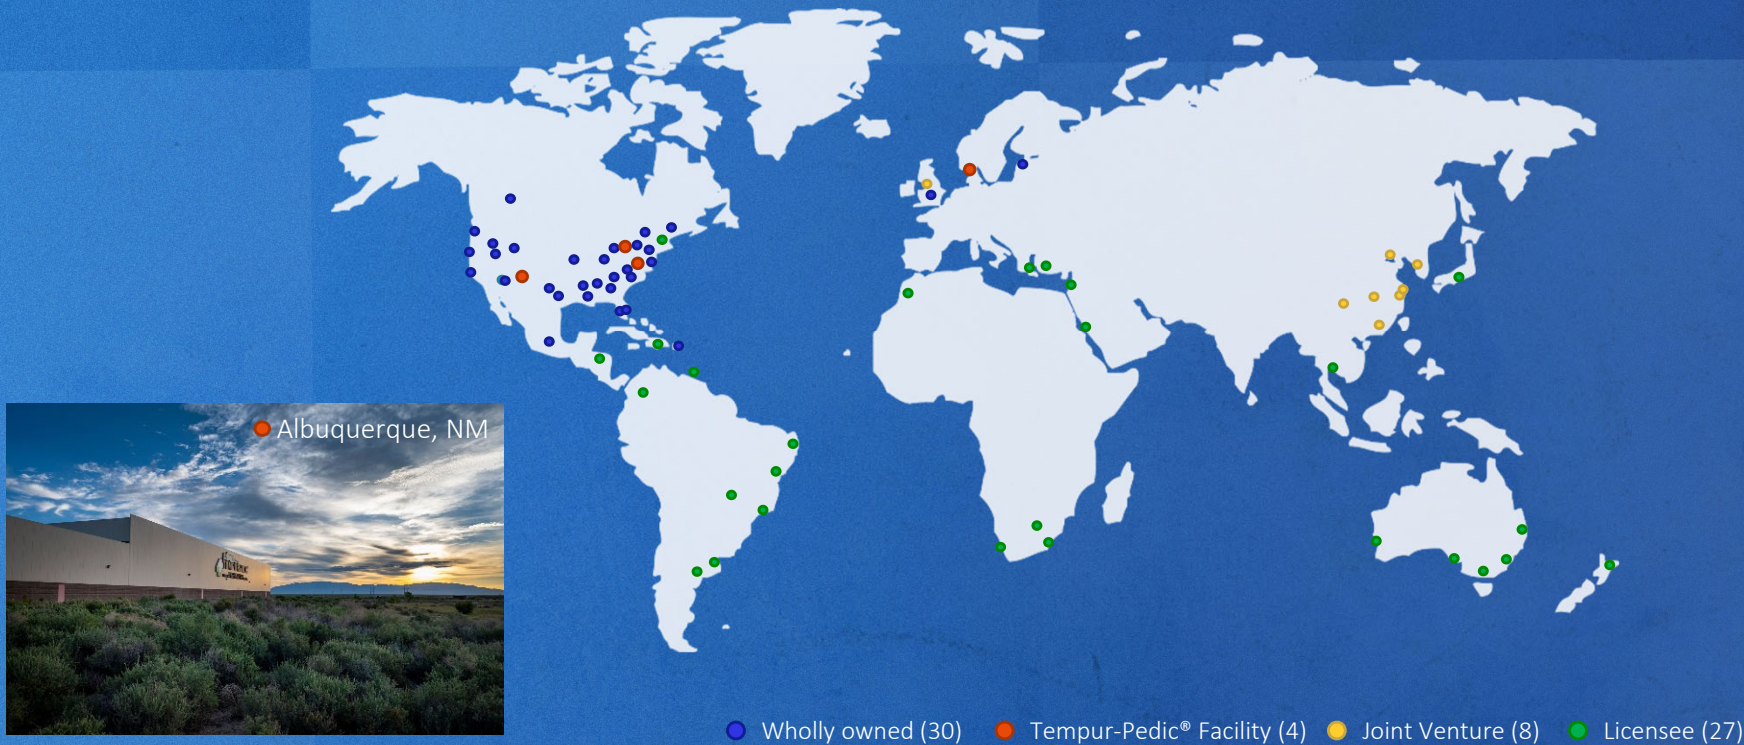 Albuquerque, NM
Wholly owned (30) Tempur-Pedic® Facility (4) Joint Venture (8) Licensee (27)